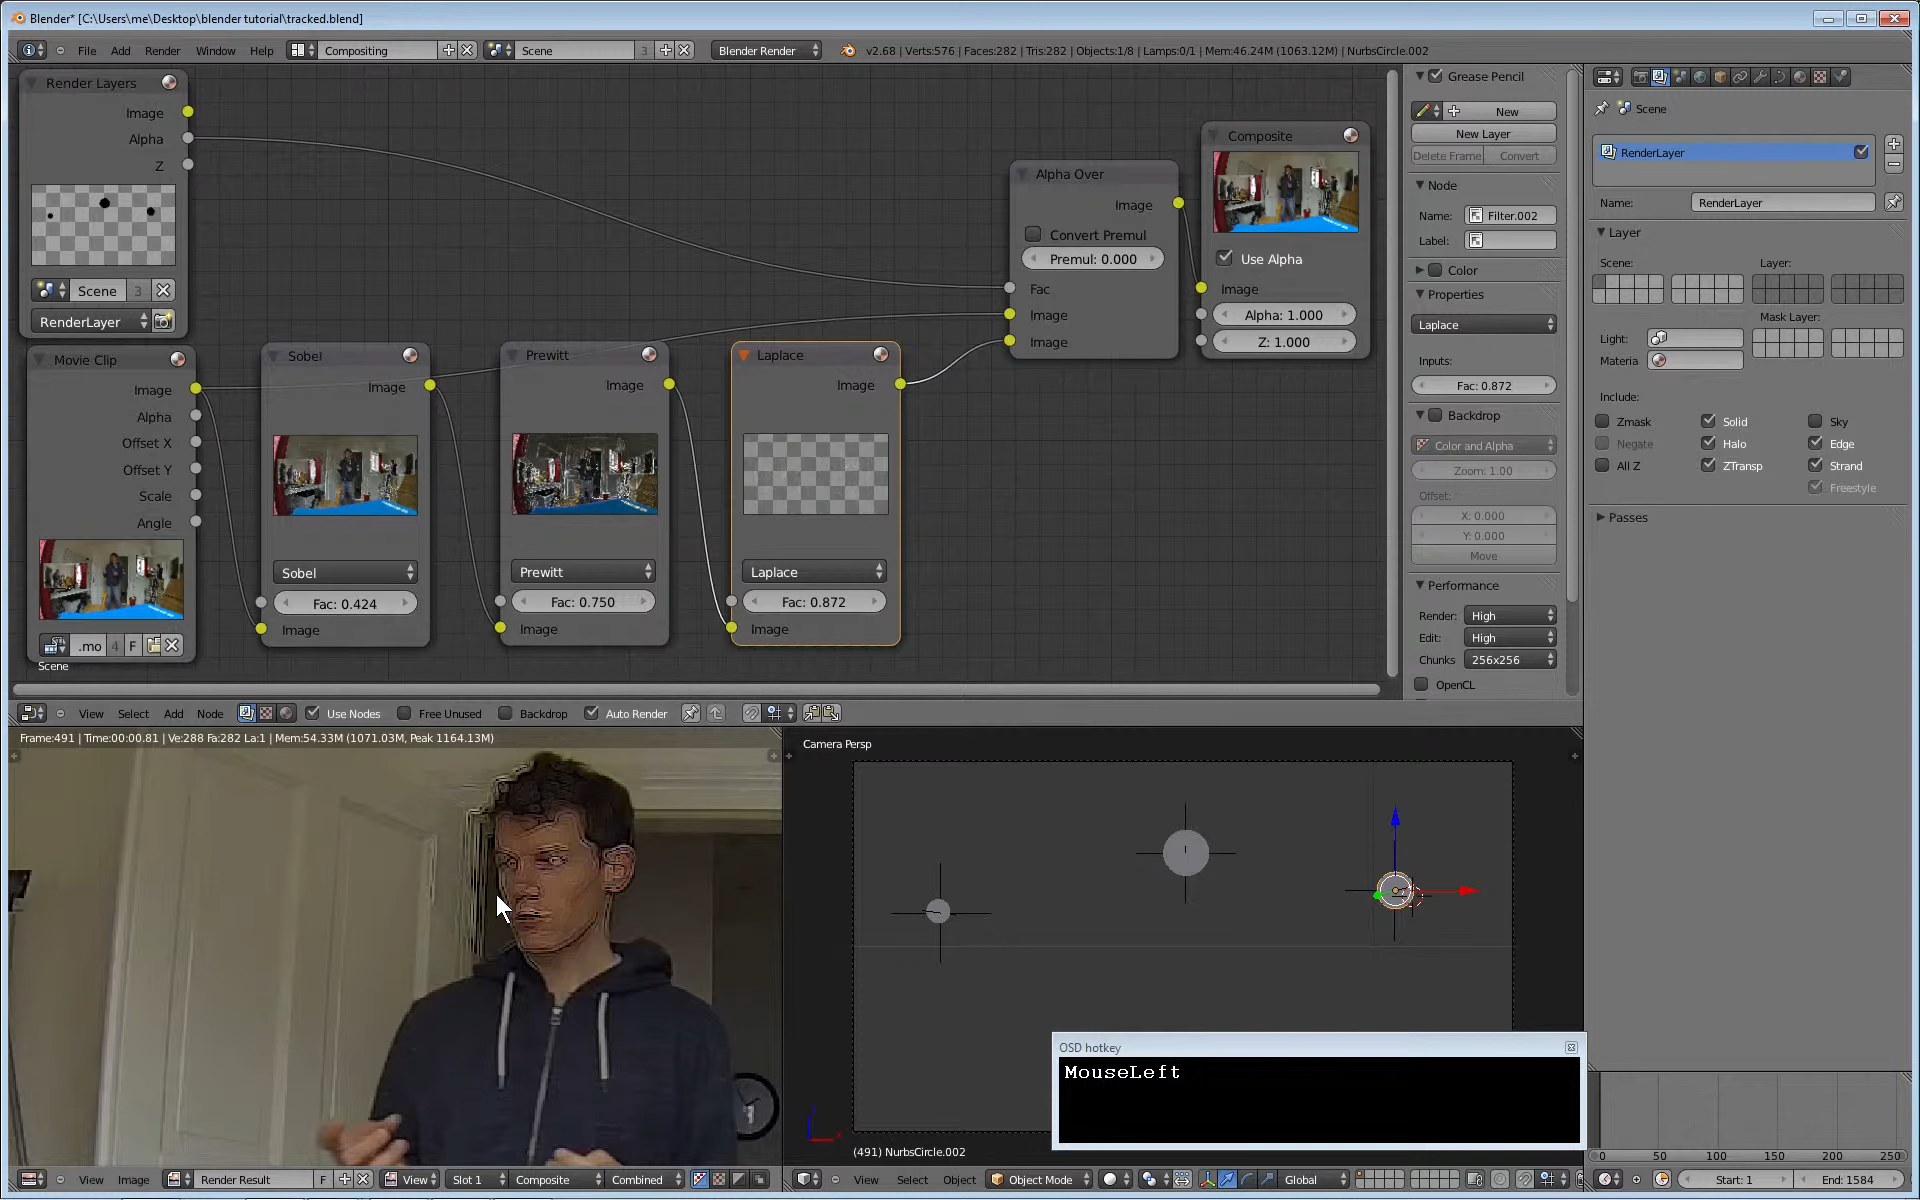 Blender* [C:\Users\me\Desktop\blender tutorial\tracked.blend]
File Add Render Window Help Compositing Scene 3 Blender Render v2.68 | Verts:576 | Faces:282 | Tris:282 | Objects:1/8 | Lamps:0/1 | Mem:46.24M (1063.12M) | NurbsCircle.002
Render Layers
Image
Alpha
Z
Scene 3
RenderLayer
Movie Clip
Image
Alpha
Offset X
Offset Y
Scale
Angle
.mo 4 F
Scene
Sobel
Image
Sobel
Fac: 0.424
Image
Prewitt
Image
Prewitt
Fac: 0.750
Image
Laplace
Image
Laplace
Fac: 0.872
Image
Alpha Over
Image
Convert Premul
Premul: 0.000
Fac
Image
Image
Composite
Use Alpha
Image
Alpha: 1.000
Z: 1.000
Grease Pencil
New
New Layer
Delete Frame Convert
Node
Name: Filter.002
Label:
Color
Properties
Laplace
Inputs:
Fac: 0.872
Backdrop
Color and Alpha
Zoom: 1.00
Offset:
X: 0.000
Y: 0.000
Move
Performance
Render: High
Edit: High
Chunks 256x256
OpenCL
Scene
RenderLayer
Name: RenderLayer
Layer
Scene: Layer:
Mask Layer:
Light:
Materia
Include:
Zmask Solid Sky
Negate Halo Edge
All Z ZTransp Strand
Freestyle
Passes
View Select Add Node Use Nodes Free Unused Backdrop Auto Render
Frame:491 | Time:00:00.81 | Ve:288 Fa:282 La:1 | Mem:54.33M (1071.03M, Peak 1164.13M)
Camera Persp
(491) NurbsCircle.002
OSD hotkey
MouseLeft
0 50 100 150 200 250
View Image Render Result F View Slot 1 Composite Combined
View Select Object Object Mode Global
Start: 1 End: 1584